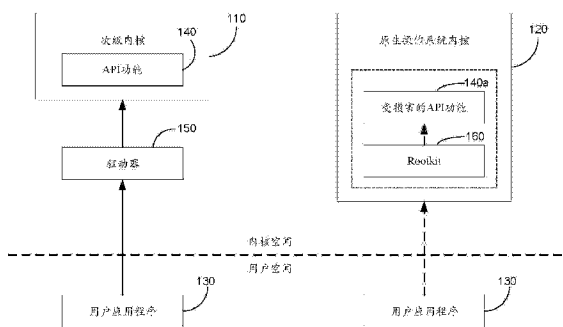 次级内核
140
110
API功能
原生操作系统内核
120
140a
受损害的API功能
150
驱动器
160
Rootkit
内核空间
用户空间
130
用户应用程序
130
用户应用程序